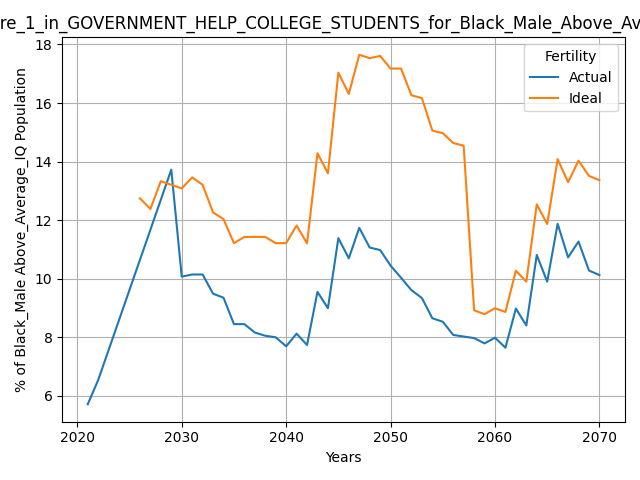 re_1_in_GOVERNMENT_HELP_COLLEGE_STUDENTS_for_Black_Male_Above_Av
% of Black_Male Above_Average_IQ Population
18
16
14
12
10
8
6
Fertility
Actual
Ideal
2020 2030 2040 2050 2060 2070
Years